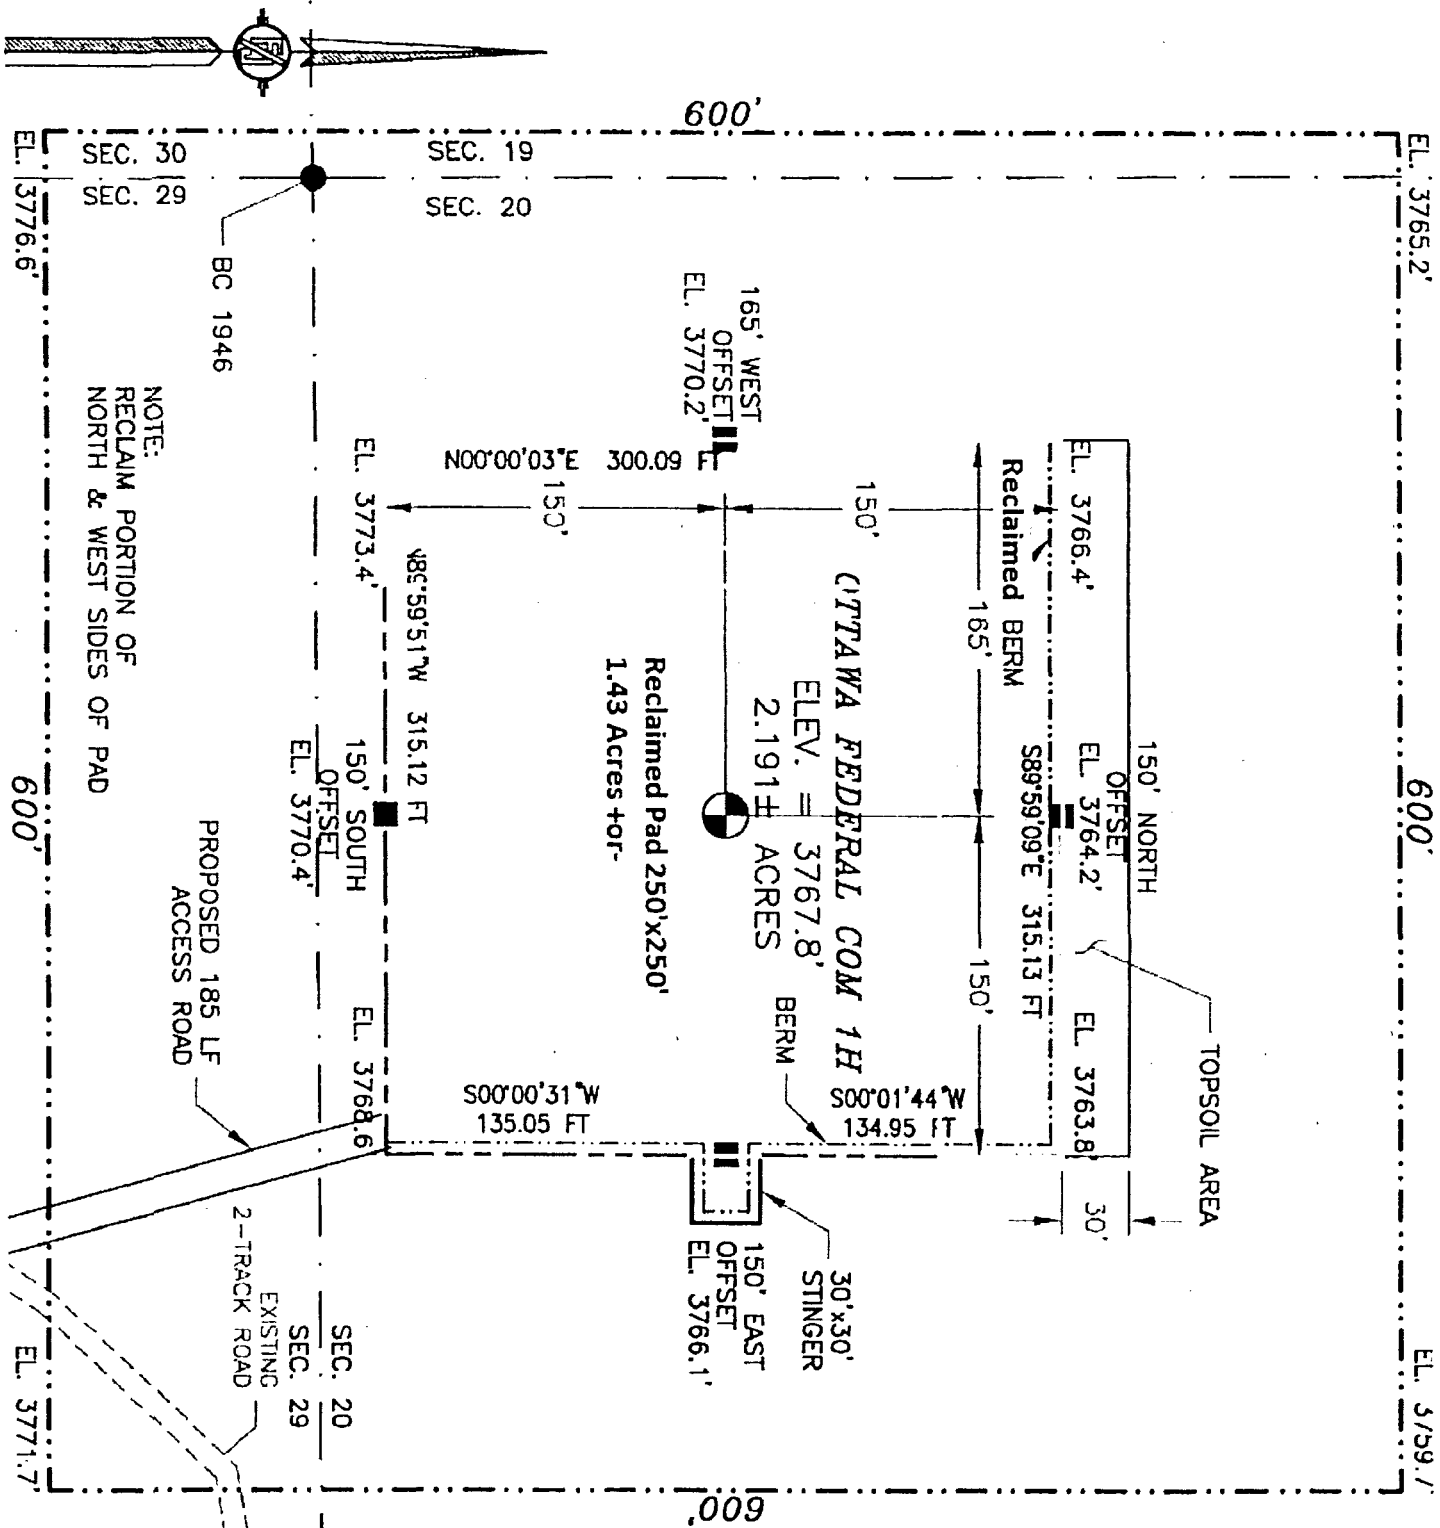 600'
EL. 3776.6'
SEC. 30
SEC. 29
SEC. 19
SEC. 20
EL. 3765.2'
BC 1946
165' WEST
OFFSET
EL. 3770.2'
NOTE:
RECLAIM PORTION OF
NORTH & WEST SIDES OF PAD
EL. 3773.4'
N00°00'03"E 300.09 FT
150'
150'
165'
150'
Reclaimed BERM
EL. 3766.4'
150' NORTH
OFFSET
EL. 3764.2'
S89°59'09"E 315.13 FT
EL. 3763.8'
TOPSOIL AREA
30'
600'
OTTAWA FEDERAL COM 1H
ELEV. = 3767.8'
2.191± ACRES
Reclaimed Pad 250'x250'
1.43 Acres +or-
N89°59'51"W 315.12 FT
150' SOUTH
OFFSET
EL. 3770.4'
600'
PROPOSED 185 LF
ACCESS ROAD
EL. 3768.6'
S00°00'31"W
135.05 FT
BERM
S00°01'44"W
134.95 FT
30'x30'
STINGER
150' EAST
OFFSET
EL. 3766.1'
EXISTING
2-TRACK ROAD
SEC. 20
SEC. 29
EL. 3771.7'
EL. 3759.7'
600'